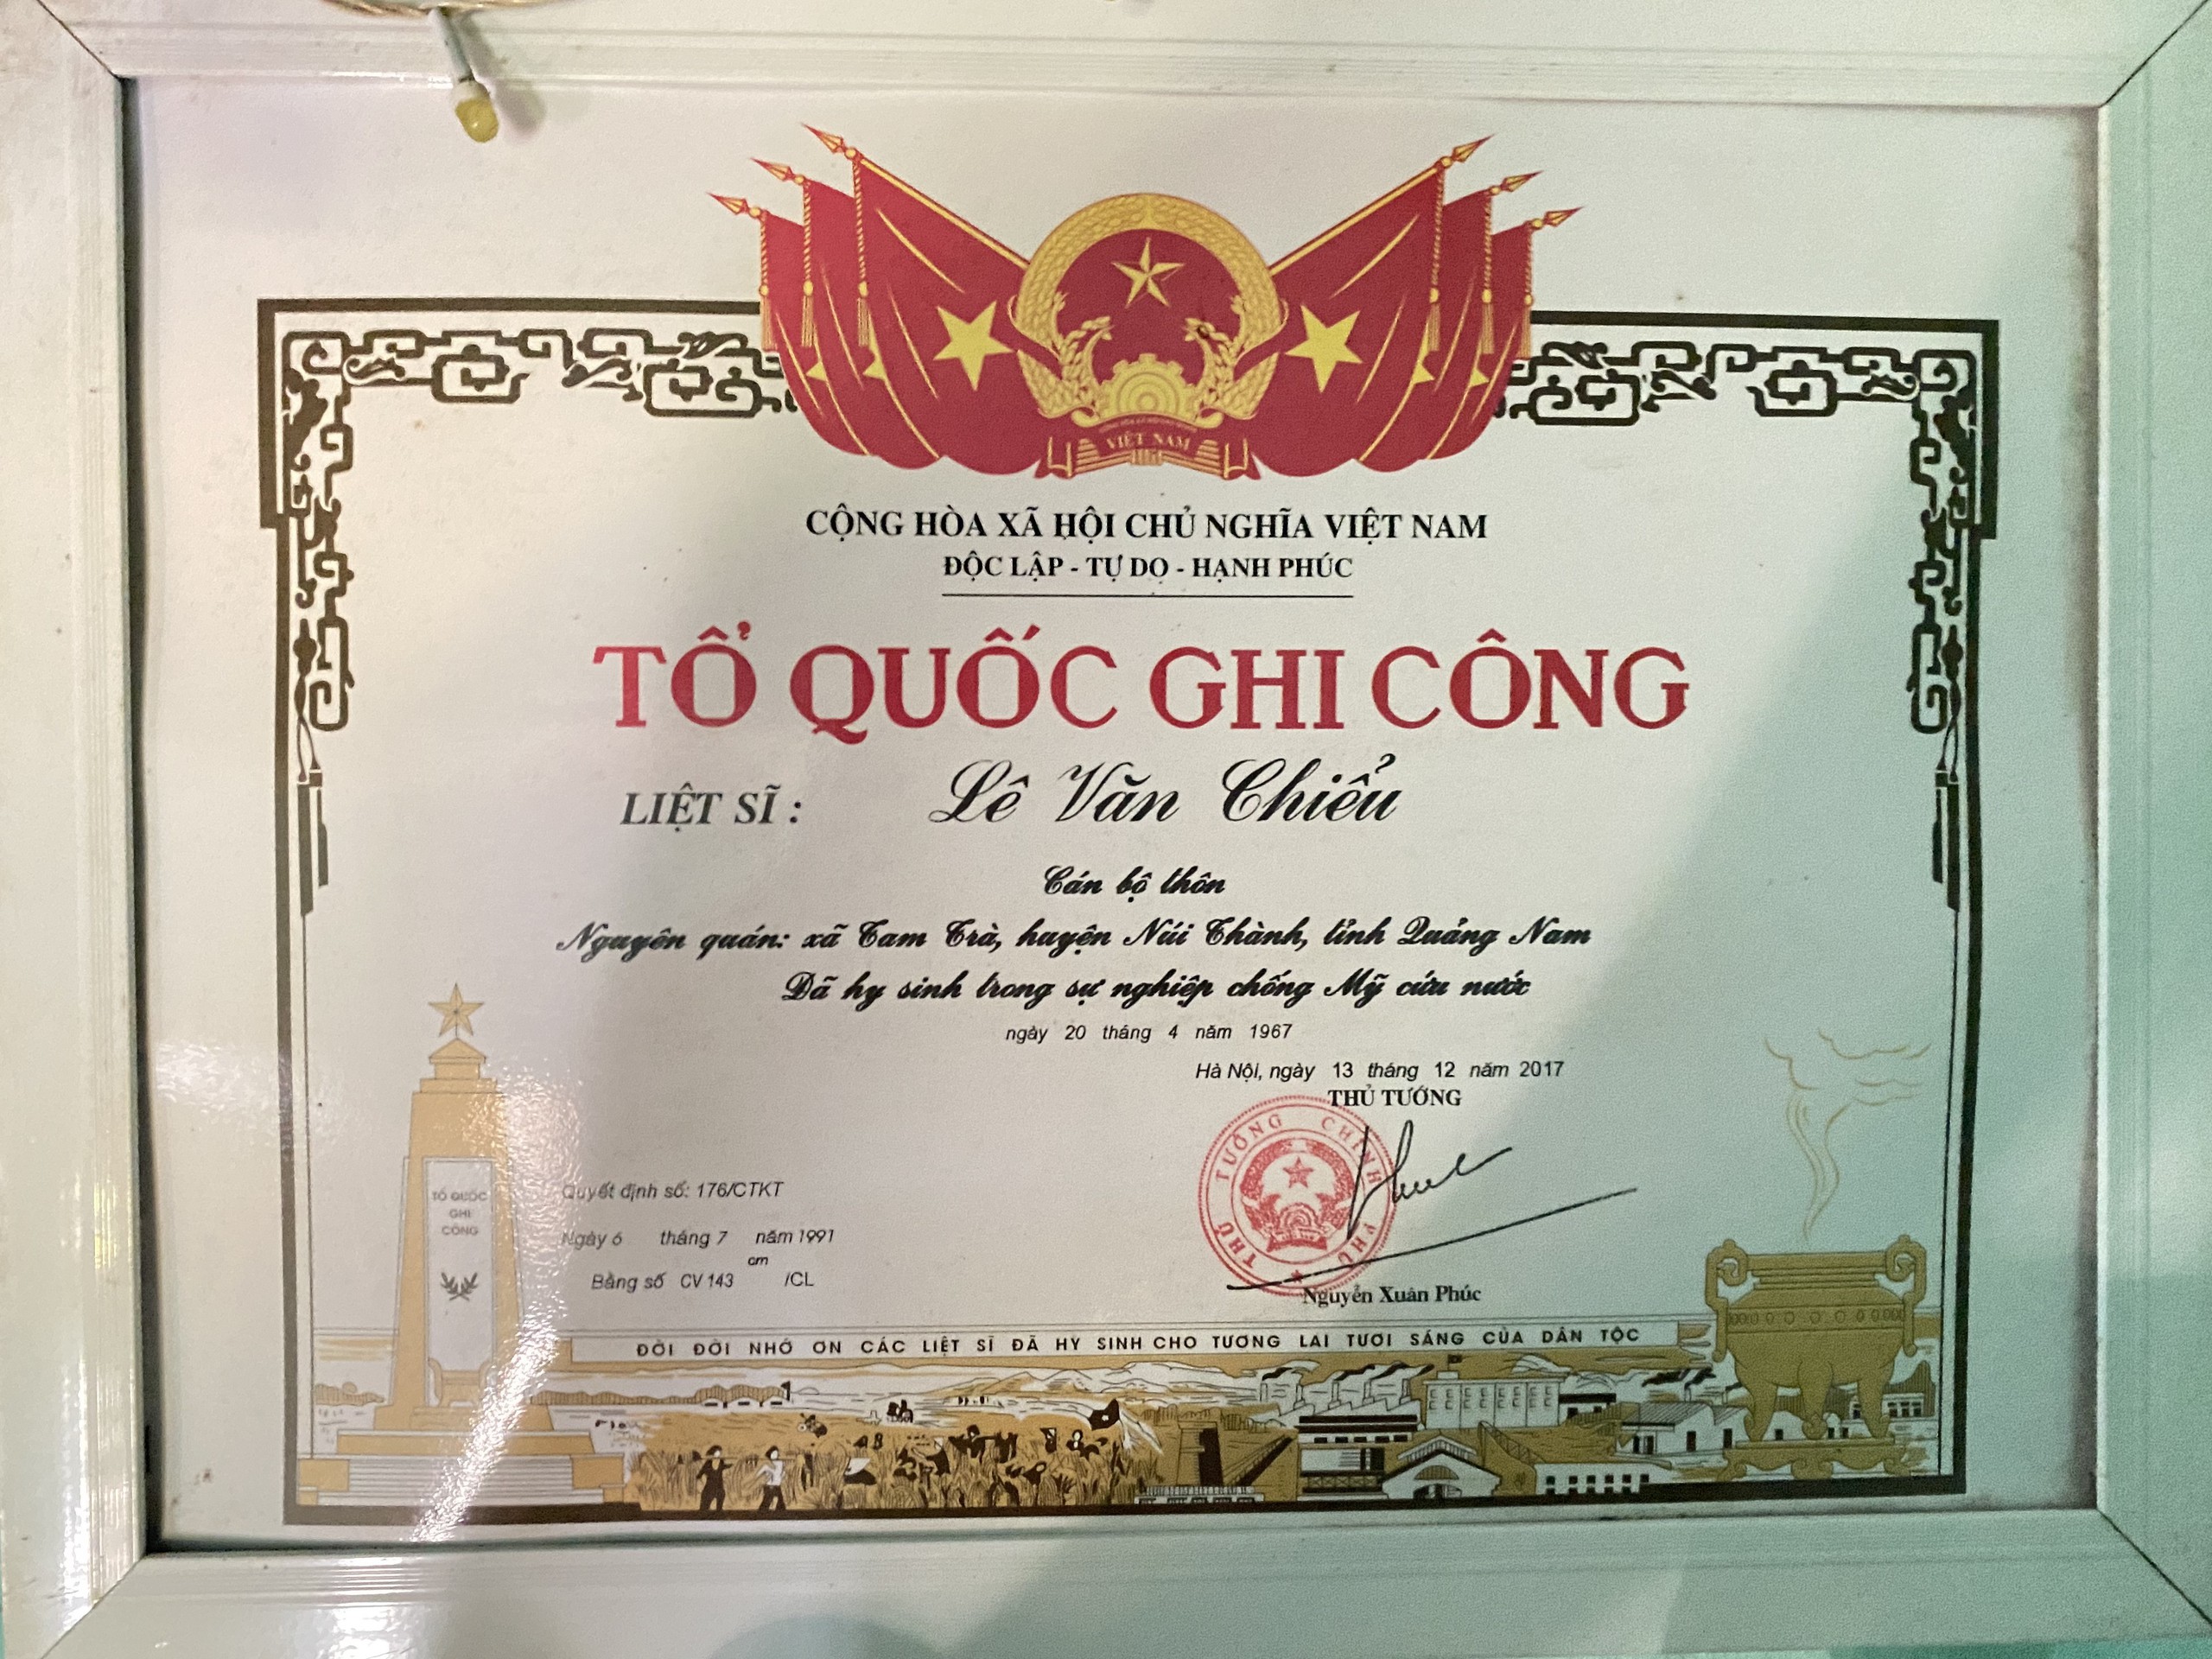 VIỆT NAM
CỘNG HÒA XÃ HỘI CHỦ NGHĨA VIỆT NAM
ĐỘC LẬP - TỰ DO - HẠNH PHÚC
TỔ QUỐC GHI CÔNG
LIỆT SĨ : Lê Văn Chiểu
Cán bộ thôn
Nguyên quán: xã Tam Trà, huyện Núi Thành, tỉnh Quảng Nam
Đã hy sinh trong sự nghiệp chống Mỹ cứu nước
ngày 20 tháng 4 năm 1967
Hà Nội, ngày 13 tháng 12 năm 2017
THỦ TƯỚNG
THỦ TƯỚNG CHÍNH PHỦ
Nguyễn Xuân Phúc
Quyết định số: 176/CTKT
Ngày 6 tháng 7 năm 1991
cm
Bằng số CV 143 /CL
TỔ QUỐC
GHI
CÔNG
ĐỜI ĐỜI NHỚ ƠN CÁC LIỆT SĨ ĐÃ HY SINH CHO TƯƠNG LAI TƯƠI SÁNG CỦA DÂN TỘC